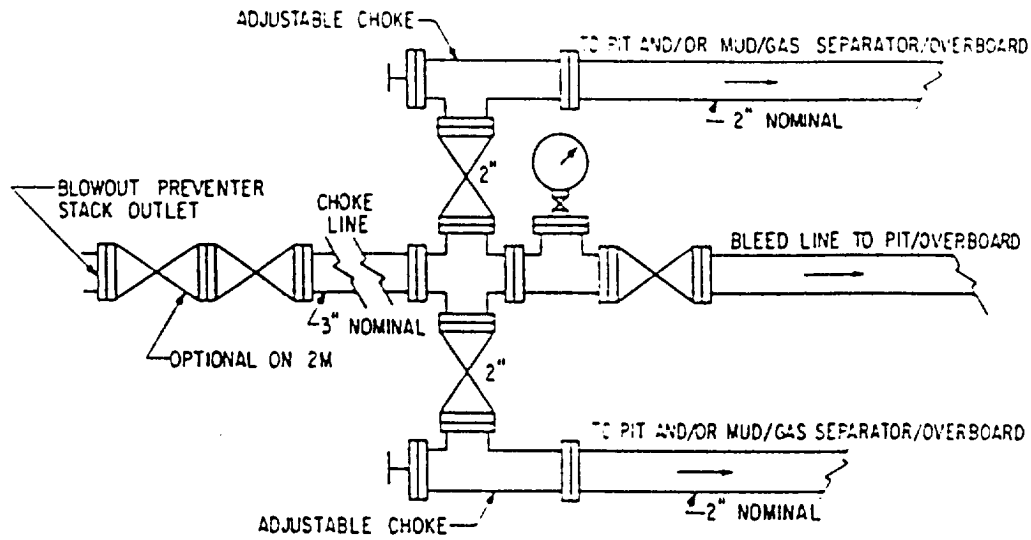 ADJUSTABLE CHOKE
TO PIT AND/OR MUD/GAS SEPARATOR/OVERBOARD
2" NOMINAL
2"
BLOWOUT PREVENTER
STACK OUTLET
CHOKE
LINE
BLEED LINE TO PIT/OVERBOARD
3" NOMINAL
OPTIONAL ON 2M
2"
TO PIT AND/OR MUD/GAS SEPARATOR/OVERBOARD
2" NOMINAL
ADJUSTABLE CHOKE